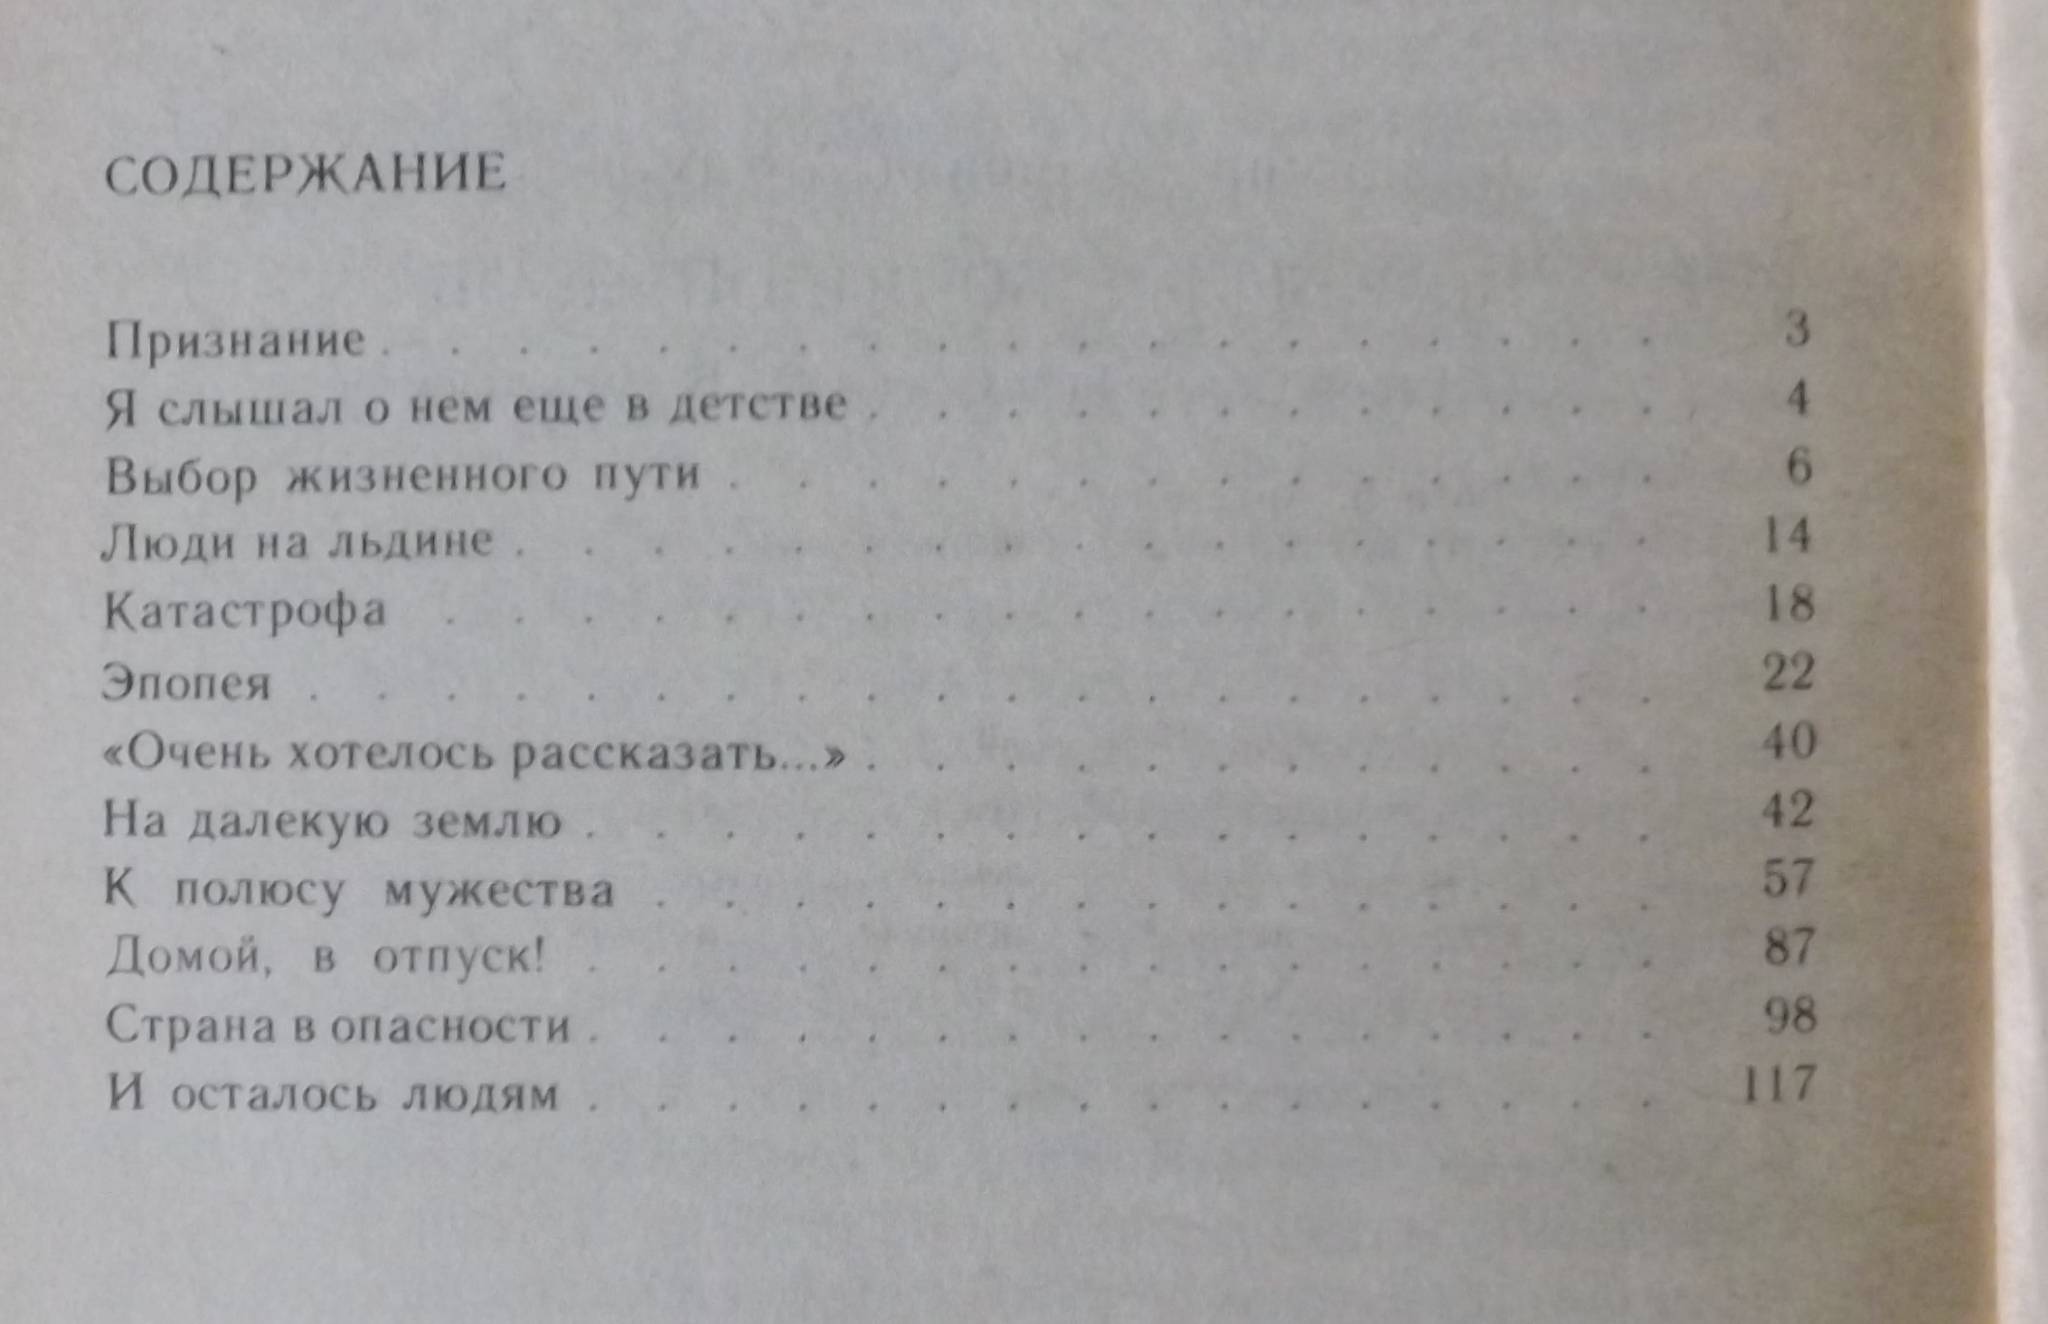 СОДЕРЖАНИЕ
Признание . . . . . . . . . . . . . . . . . . . 3
Я слышал о нем еще в детстве . . . . . . . . . . . . 4
Выбор жизненного пути . . . . . . . . . . . . . . 6
Люди на льдине . . . . . . . . . . . . . . . . . 14
Катастрофа . . . . . . . . . . . . . . . . . . 18
Эпопея . . . . . . . . . . . . . . . . . . . . 22
«Очень хотелось рассказать...» . . . . . . . . . . . . 40
На далекую землю . . . . . . . . . . . . . . . . 42
К полюсу мужества . . . . . . . . . . . . . . . 57
Домой, в отпуск! . . . . . . . . . . . . . . . . 87
Страна в опасности . . . . . . . . . . . . . . . . 98
И осталось людям . . . . . . . . . . . . . . . . 117